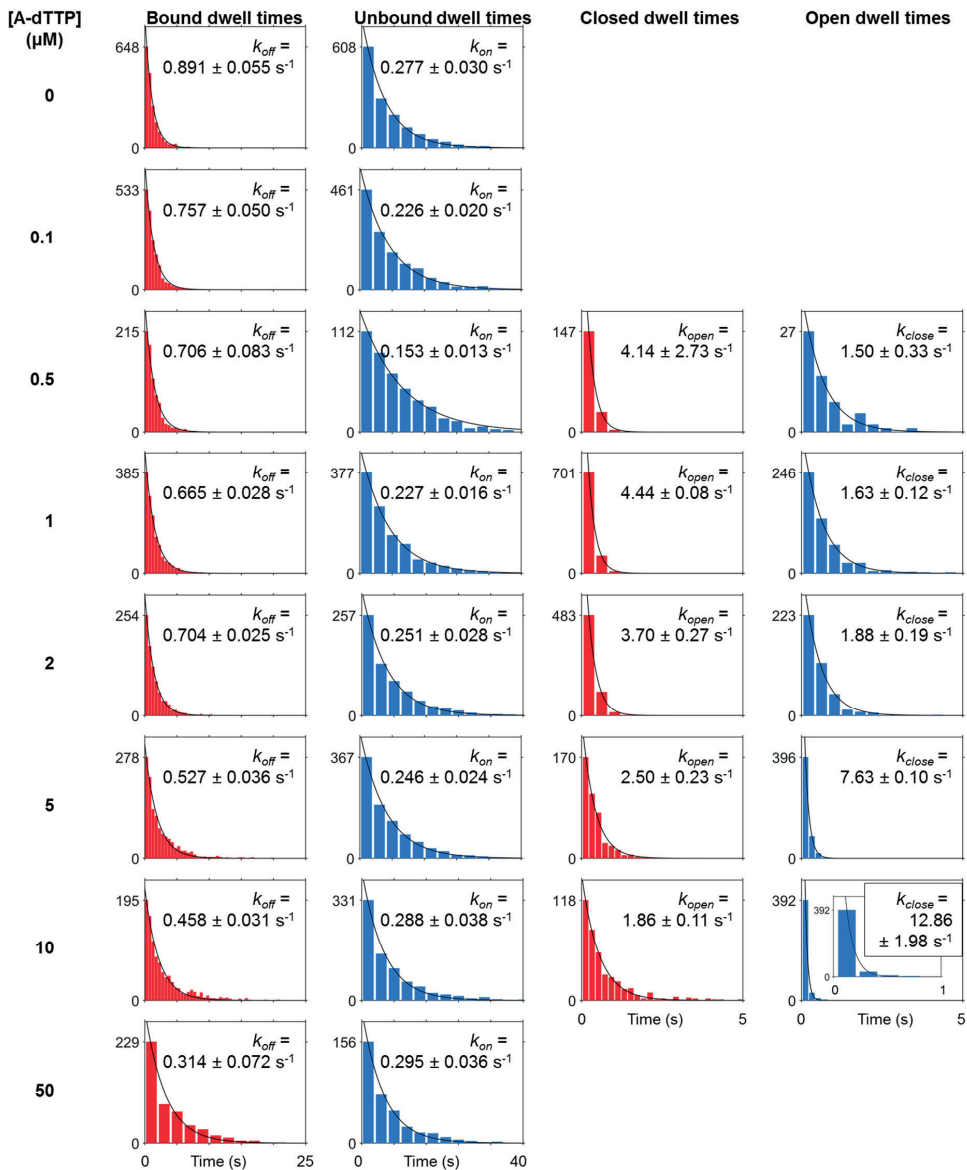 [A-dTTP] Bound dwell times Unbound dwell times Closed dwell times Open dwell times
(µM)
648 koff = 608 kon =
0.891 ± 0.055 s-1 0.277 ± 0.030 s-1
0
0 0
533 koff = 461 kon =
0.757 ± 0.050 s-1 0.226 ± 0.020 s-1
0.1
0 0
215 koff = 112 kon = 147 kopen = 27 kclose =
0.706 ± 0.083 s-1 0.153 ± 0.013 s-1 4.14 ± 2.73 s-1 1.50 ± 0.33 s-1
0.5
0 0 0 0
385 koff = 377 kon = 701 kopen = 246 kclose =
0.665 ± 0.028 s-1 0.227 ± 0.016 s-1 4.44 ± 0.08 s-1 1.63 ± 0.12 s-1
1
0 0 0 0
254 koff = 257 kon = 483 kopen = 223 kclose =
0.704 ± 0.025 s-1 0.251 ± 0.028 s-1 3.70 ± 0.27 s-1 1.88 ± 0.19 s-1
2
0 0 0 0
278 koff = 367 kon = 170 kopen = 396 kclose =
0.527 ± 0.036 s-1 0.246 ± 0.024 s-1 2.50 ± 0.23 s-1 7.63 ± 0.10 s-1
5
0 0 0 0
195 koff = 331 kon = 118 kopen = 392 392 kclose =
0.458 ± 0.031 s-1 0.288 ± 0.038 s-1 1.86 ± 0.11 s-1 12.86
± 1.98 s-1
10
0
0 1
0 0 0 0
0 Time (s) 5 0 Time (s) 5
229 koff = 156 kon =
0.314 ± 0.072 s-1 0.295 ± 0.036 s-1
50
0 0
0 Time (s) 25 0 Time (s) 40